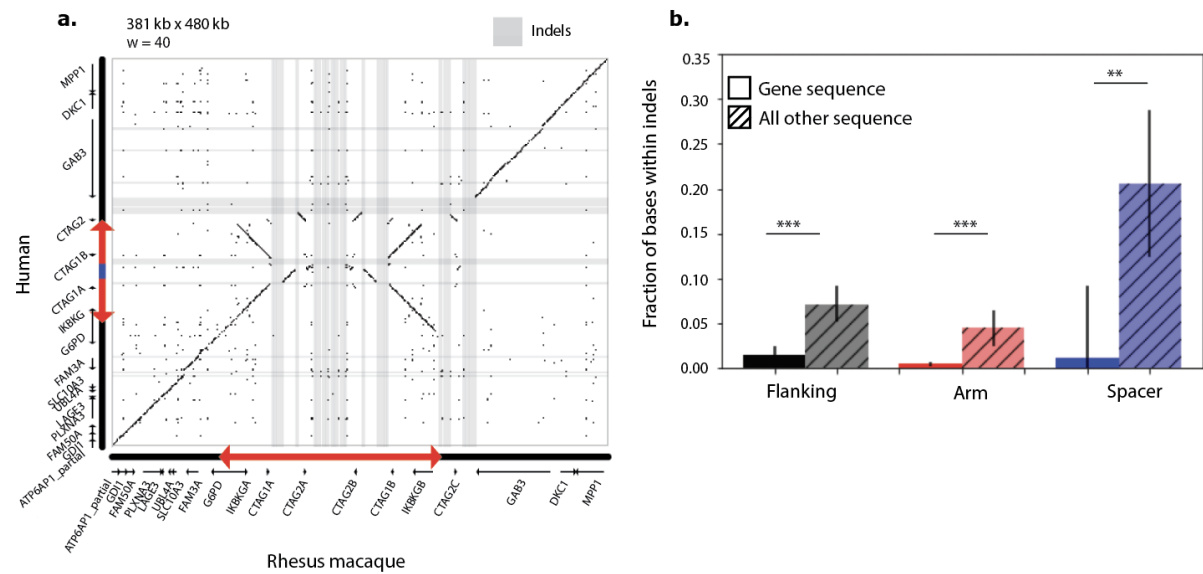 a.
381 kb x 480 kb
w = 40
Indels
Human
MPP1
DKC1
GAB3
CTAG2
CTAG1B
CTAG1A
IKBKG
G6PD
FAM3A
SLC10A3
UBL4A
LAGE3
PLXNA3
FAM50A
GDI1
ATP6AP1_partial
ATP6AP1_partial
GDI1
FAM50A
PLXNA3
LAGE3
UBL4A
SLC10A3
FAM3A
G6PD
IKBKGA
CTAG1A
CTAG2A
CTAG2B
CTAG1B
IKBKGB
CTAG2C
GAB3
DKC1
MPP1
Rhesus macaque
b.
Fraction of bases within indels
0.35
0.30
0.25
0.20
0.15
0.10
0.05
0.00
Gene sequence
All other sequence
***
***
**
Flanking
Arm
Spacer